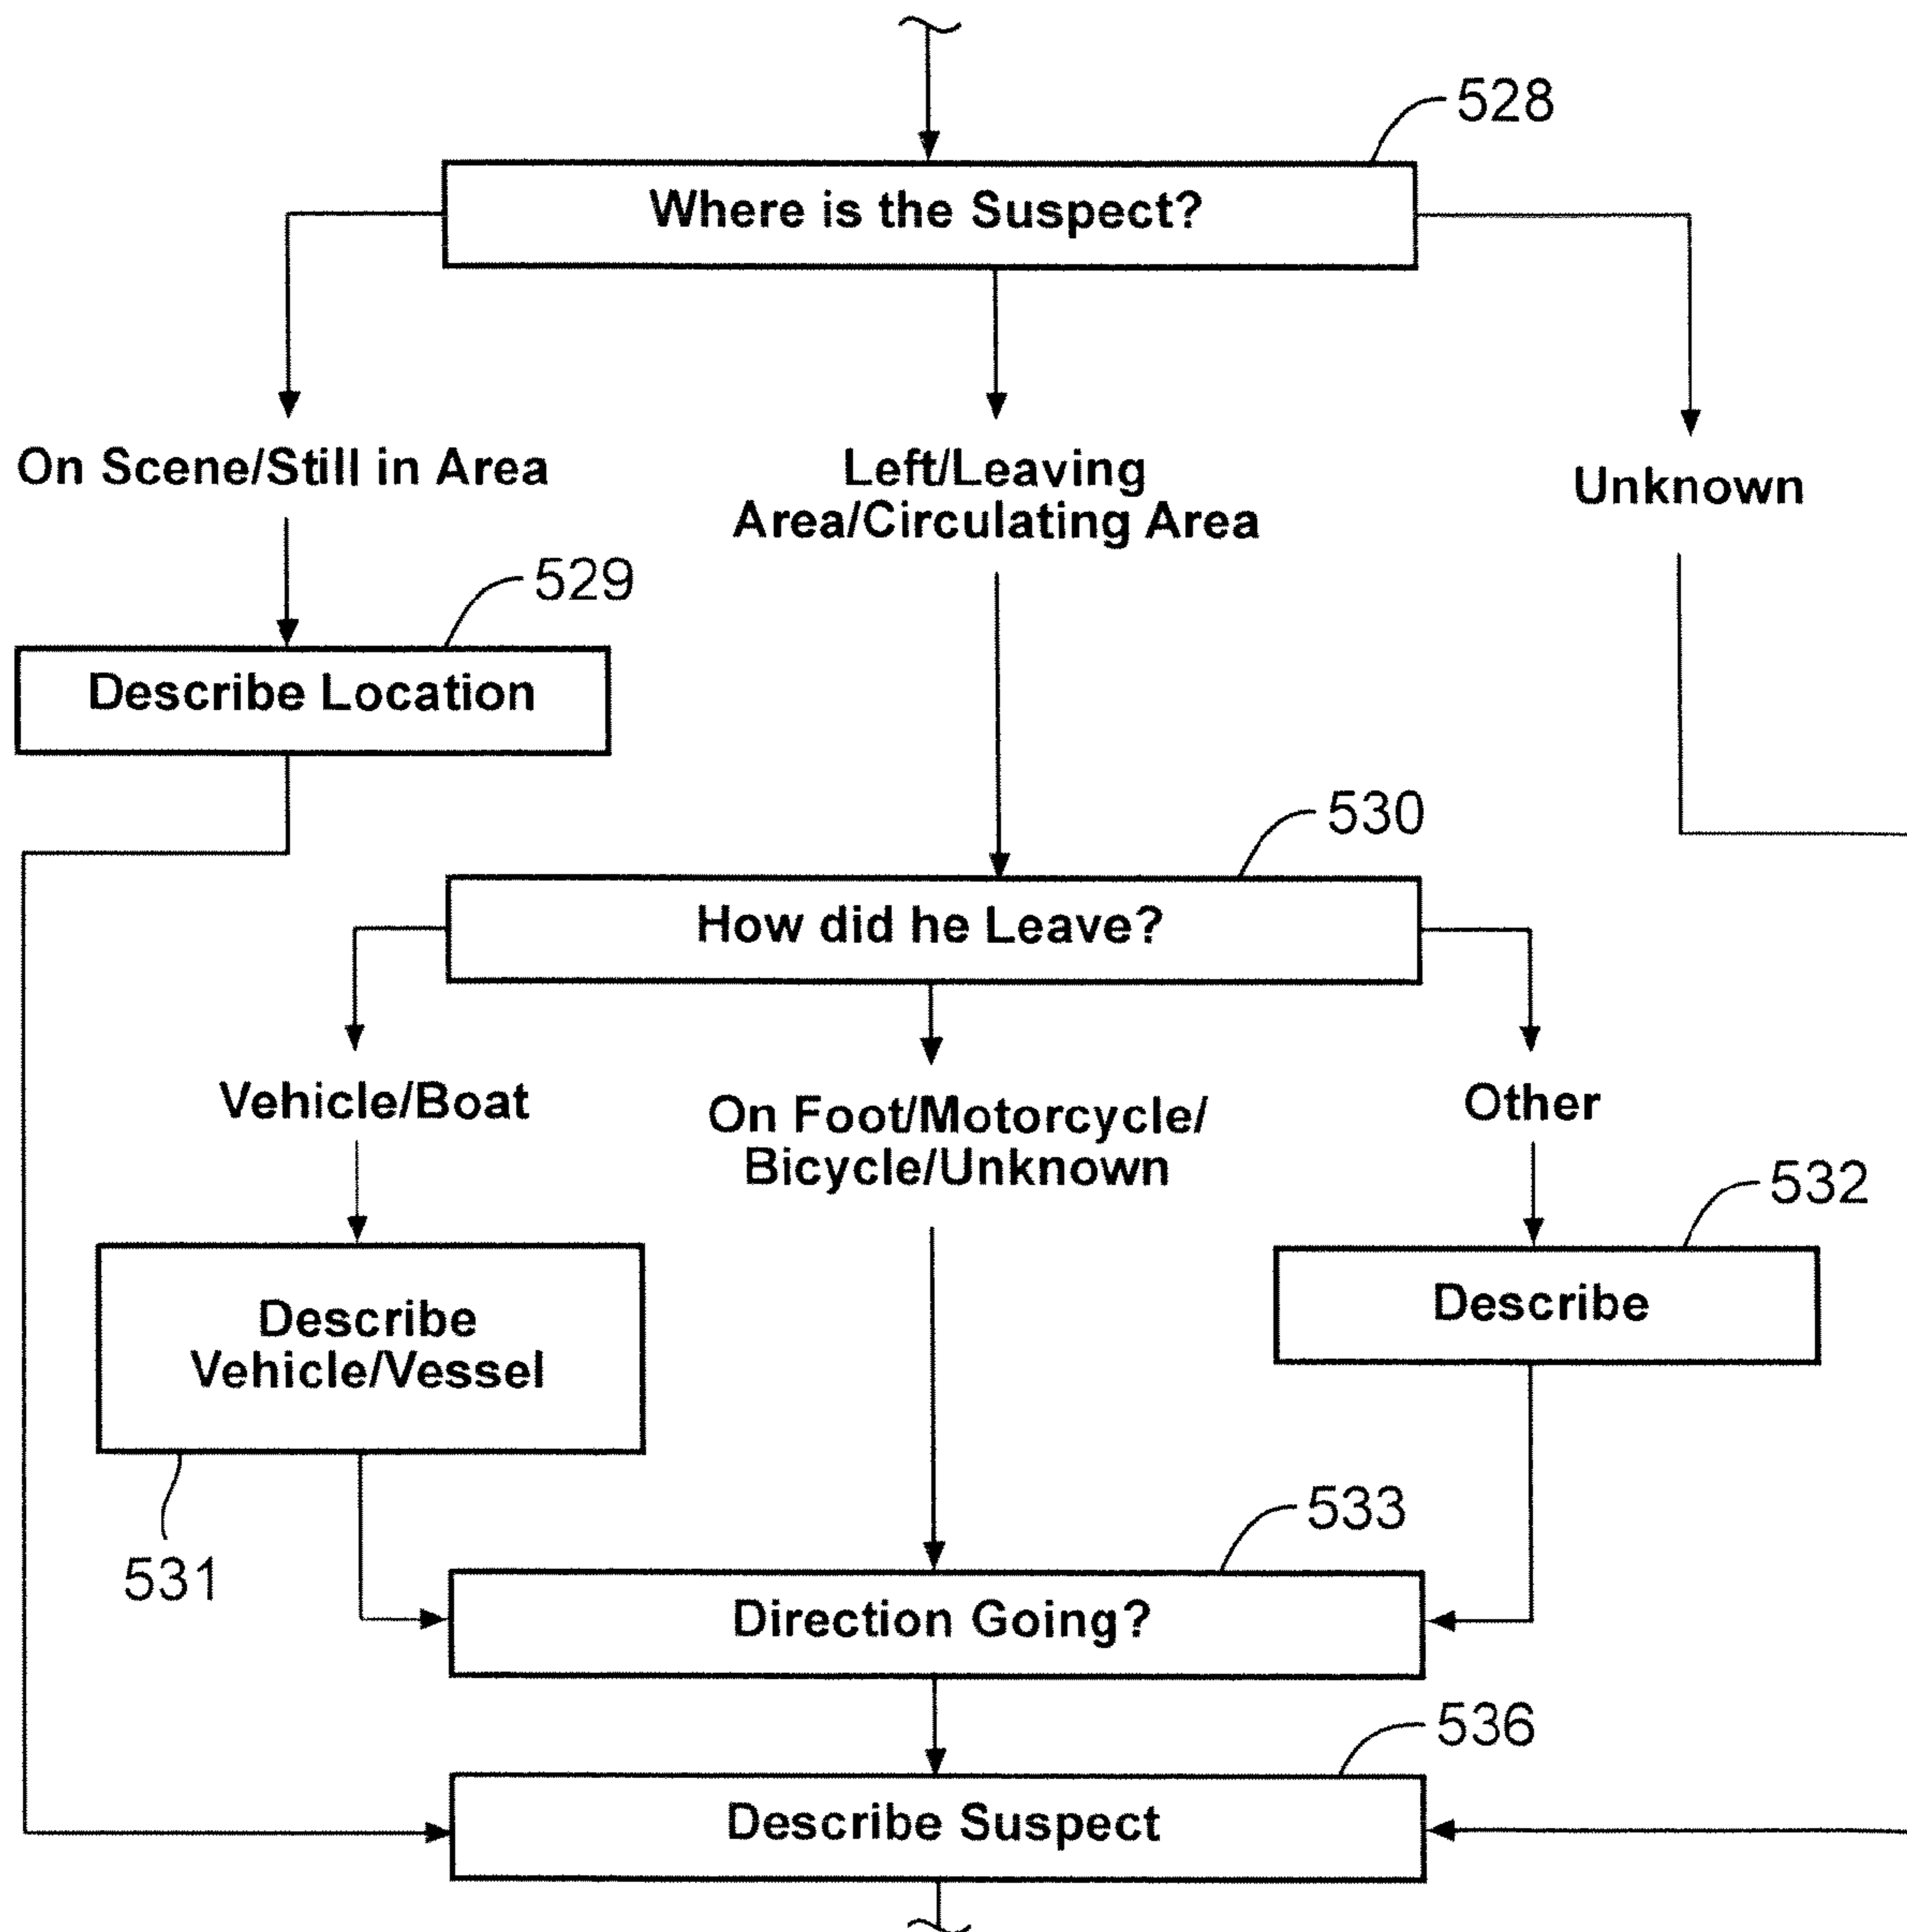 528
Where is the Suspect?
On Scene/Still in Area
Left/Leaving
Area/Circulating Area
Unknown
529
Describe Location
530
How did he Leave?
Vehicle/Boat
On Foot/Motorcycle/
Bicycle/Unknown
Other
532
Describe
Vehicle/Vessel
Describe
531
533
Direction Going?
536
Describe Suspect